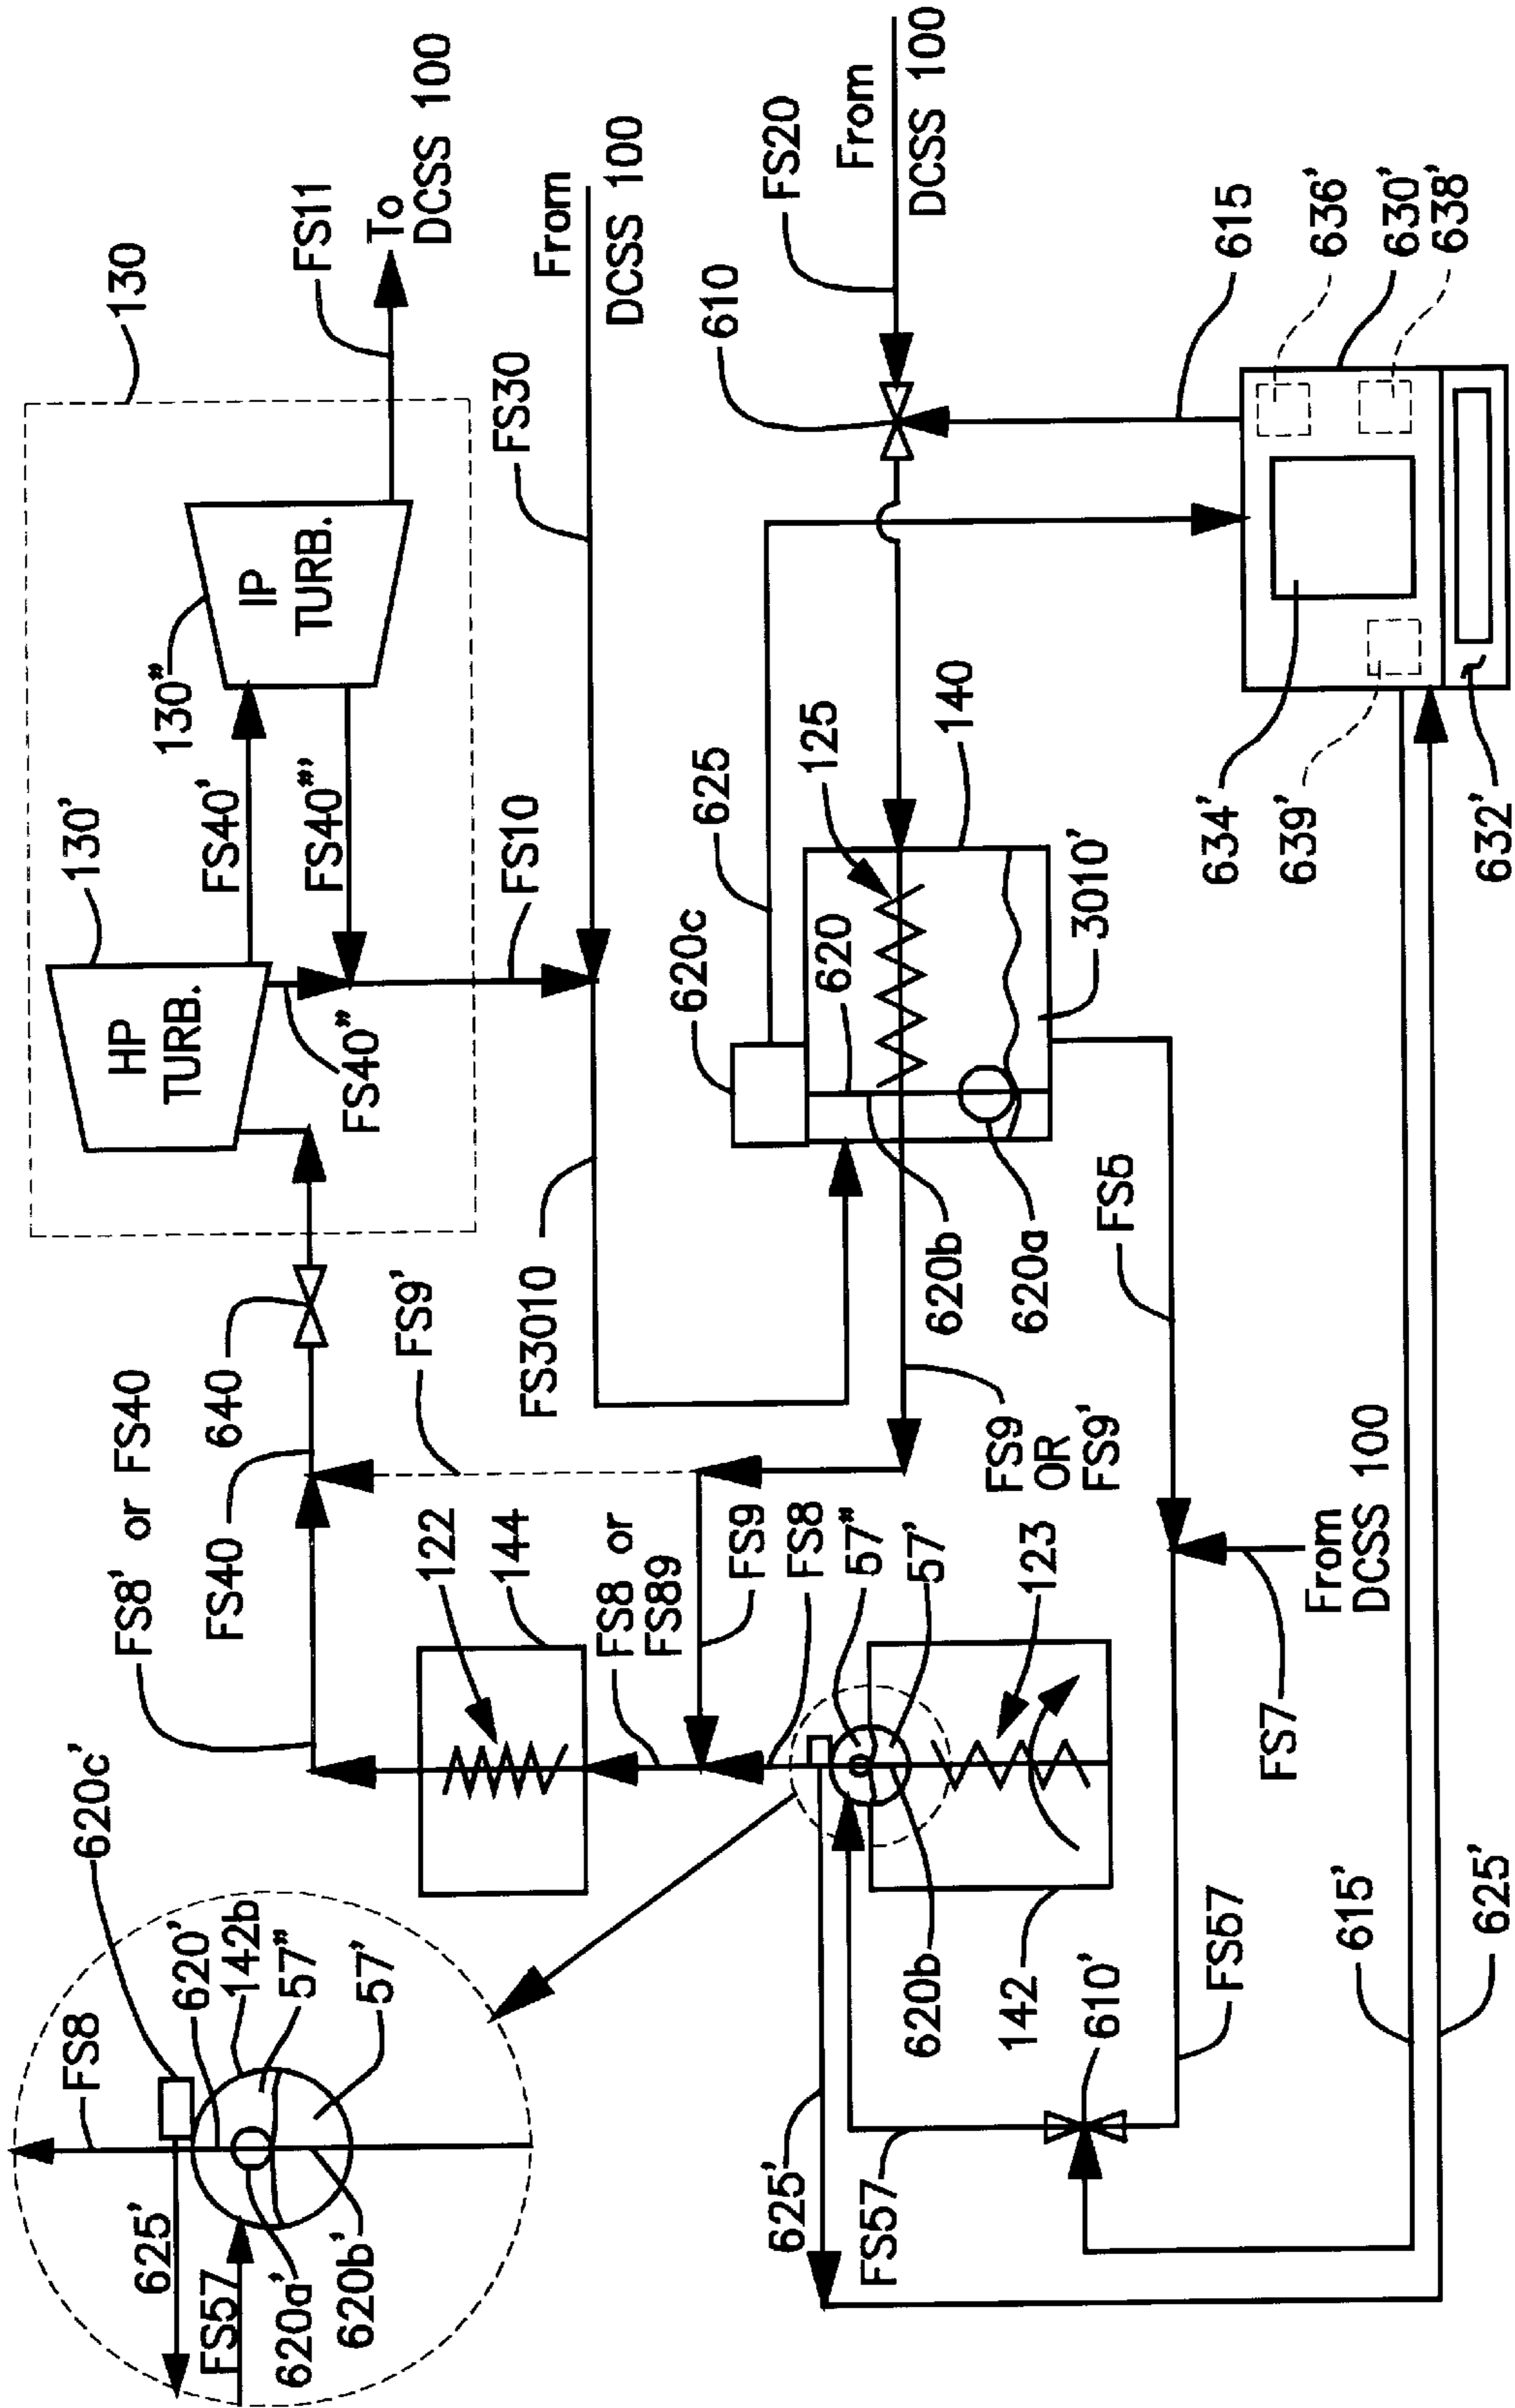 625'
FS57
620a'
620b'
FS8
620c'
620'
142b
57"
57'
FS8' or FS40
FS40
640
FS9'
122
144
FS8 or
FS89
FS9
FS8
57"
57'
123
625'
FS57
620b
142
610'
FS57
615'
625'
FS7
From
DCSS 100
130'
HP
TURB.
FS40"
FS40'
FS40"'
130"
IP
TURB.
130
FS11
To
DCSS 100
FS10
FS3010
FS30
From
DCSS 100
620c
625
620
125
140
3010'
620b
620a
FS9
OR
FS9'
FS5
610
FS20
From
DCSS 100
615
636'
630'
638'
634'
639'
632'